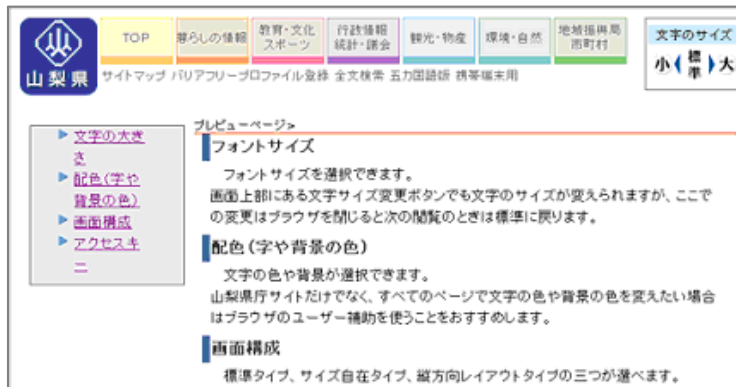 TOP
暮らしの情報
教育・文化
スポーツ
行政情報
統計・議会
観光・物産
環境・自然
地域振興局
市町村
文字のサイズ
小 標準 大
山梨県
サイトマップ バリアフリープロファイル登録 全文検索 五カ国語版 携帯端末用
プレビューページ>
文字の大き
さ
配色(字や
背景の色)
画面構成
アクセスキ
ー
フォントサイズ
フォントサイズを選択できます。
画面上部にある文字サイズ変更ボタンでも文字のサイズが変えられますが、ここで
の変更はブラウザを閉じると次の閲覧のときは標準に戻ります。
配色(字や背景の色)
文字の色や背景が選択できます。
山梨県庁サイトだけでなく、すべてのページで文字の色や背景の色を変えたい場合
はブラウザのユーザー補助を使うことをおすすめします。
画面構成
標準タイプ、サイズ自在タイプ、縦方向レイアウトタイプの三つが選べます。